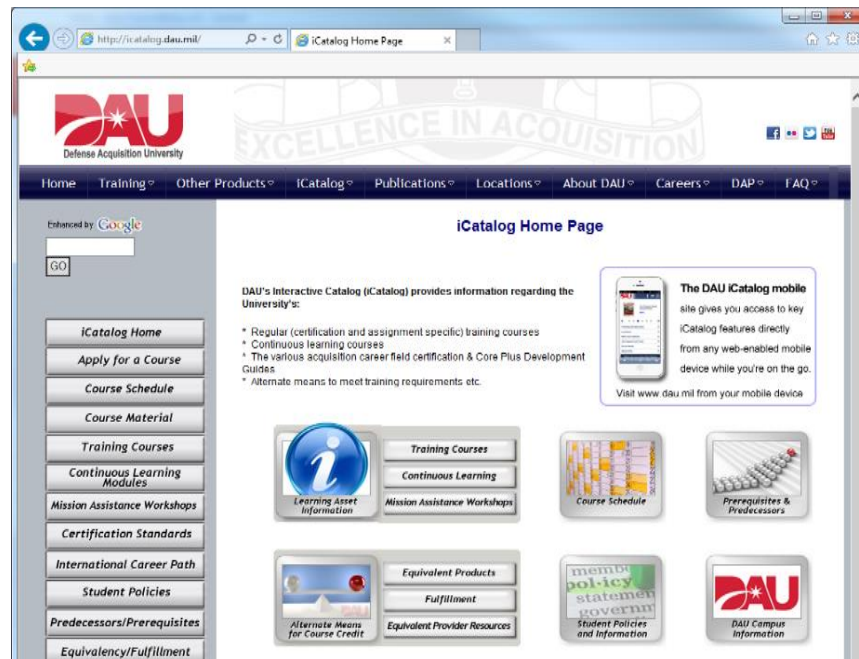 http://icatalog.dau.mil/
iCatalog Home Page
EXCELLENCE IN ACQUISITION
DAU
Defense Acquisition University
Home Training Other Products iCatalog Publications Locations About DAU Careers DAP FAQ
Enhanced by Google
GO
iCatalog Home
Apply for a Course
Course Schedule
Course Material
Training Courses
Continuous Learning
Modules
Mission Assistance Workshops
Certification Standards
International Career Path
Student Policies
Predecessors/Prerequisites
Equivalency/Fulfillment
iCatalog Home Page
DAU's Interactive Catalog (iCatalog) provides information regarding the
University's:
* Regular (certification and assignment specific) training courses
* Continuous learning courses
* The various acquisition career field certification & Core Plus Development
Guides
* Alternate means to meet training requirements etc.
The DAU iCatalog mobile
site gives you access to key
iCatalog features directly
from any web-enabled mobile
device while you're on the go.
Visit www.dau.mil from your mobile device
i
Learning Asset
Information
Training Courses
Continuous Learning
Mission Assistance Workshops
Course Schedule
Prerequisites &
Predecessors
Alternate Means
for Course Credit
Equivalent Products
Fulfillment
Equivalent Provider Resources
pol·icy
statemen
governm
Student Policies
and Information
DAU
DAU Campus
Information